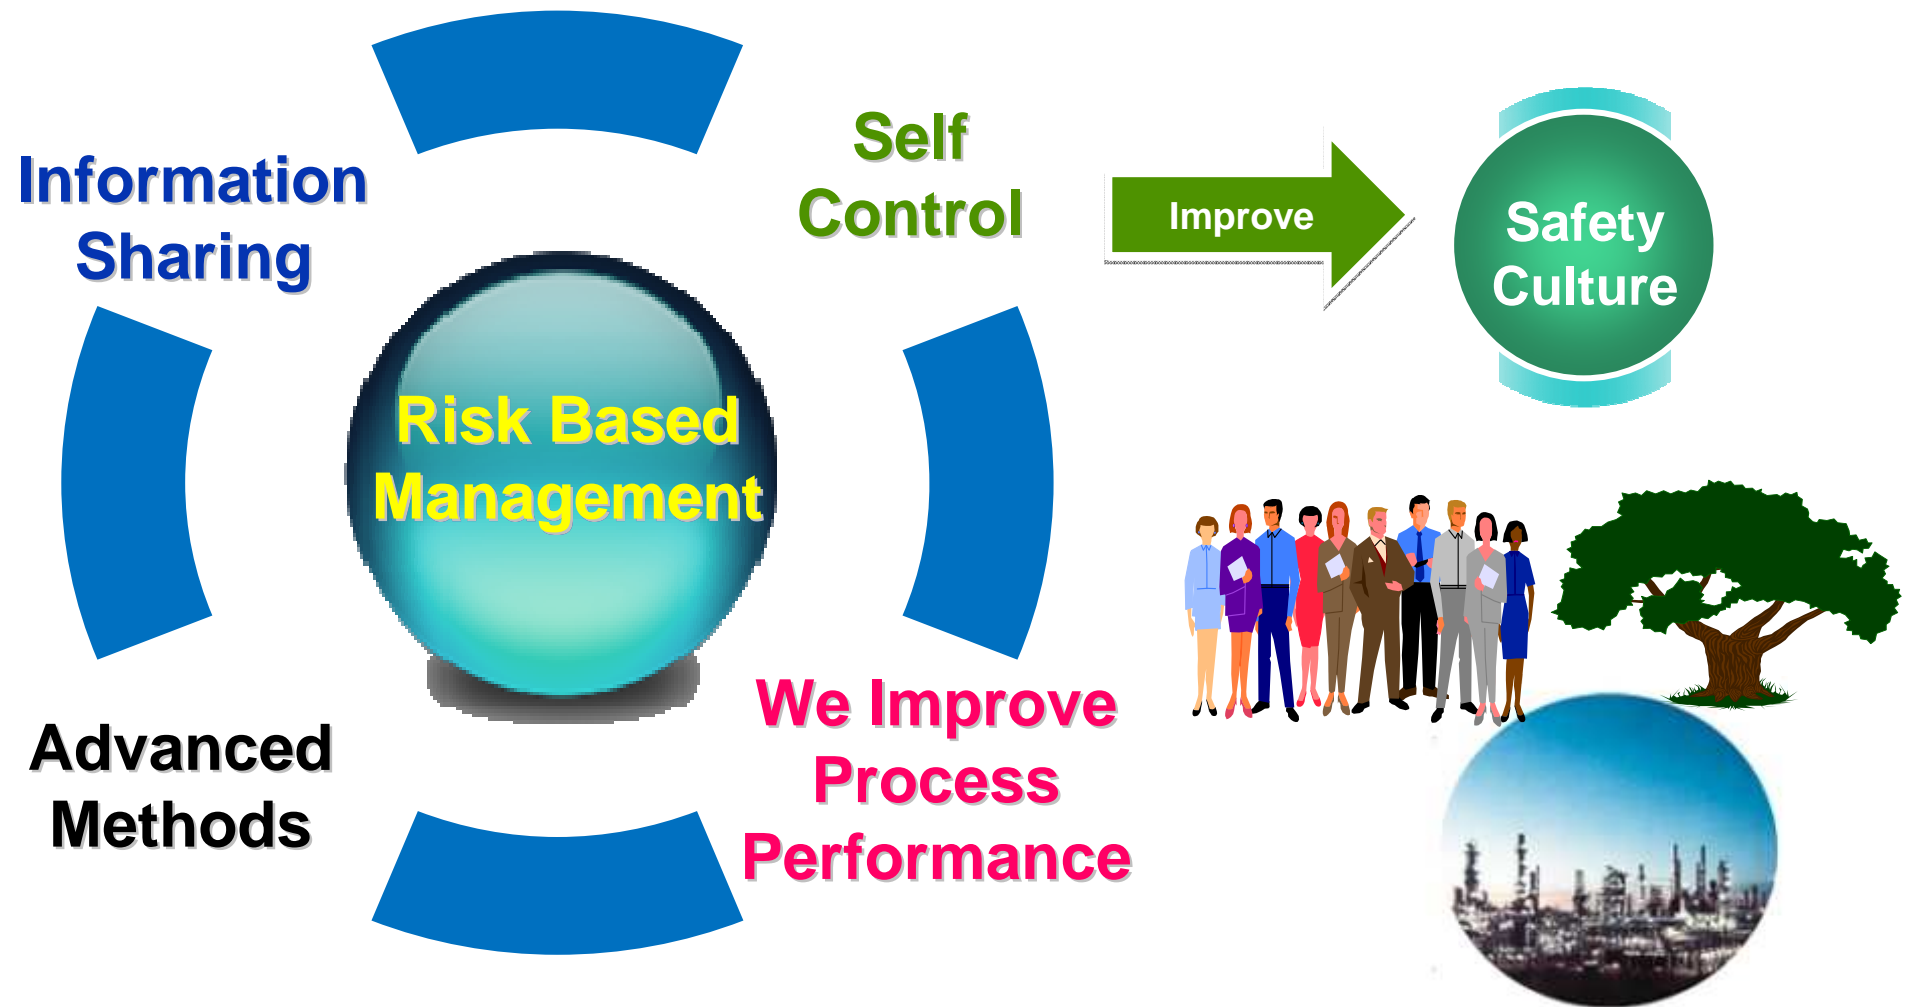 Information
Sharing
Self
Control
Improve
Safety
Culture
Risk Based
Management
Advanced
Methods
We Improve
Process
Performance